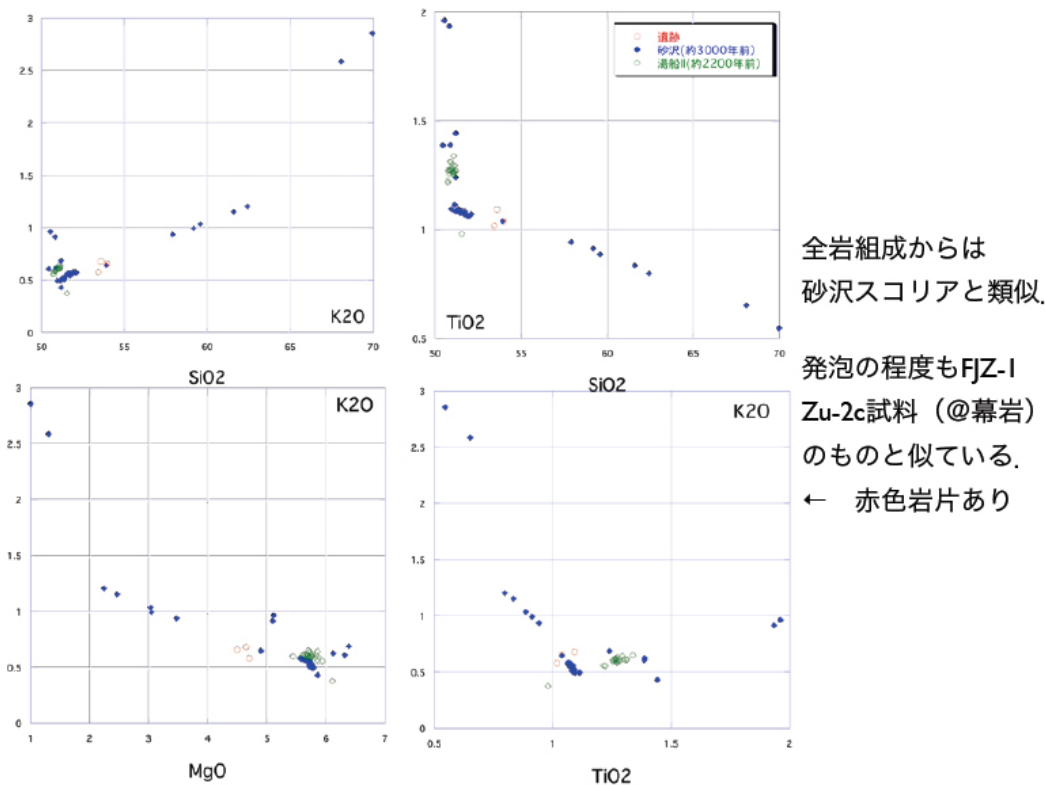 3
2.5
2
1.5
1
0.5
0
50
55
60
65
70
K2O
SiO2
2
1.5
1
0.5
50
55
60
65
70
TiO2
SiO2
遺跡
砂沢(約3000年前)
湯船II(約2200年前)
全岩組成からは
砂沢スコリアと類似.
発泡の程度もFJZ-1
Zu-2c試料（@幕岩）
のものと似ている.
← 赤色岩片あり
3
2.5
2
1.5
1
0.5
0
1
2
3
4
5
6
7
K2O
MgO
3
2.5
2
1.5
1
0.5
0
0.5
1
1.5
2
K2O
TiO2